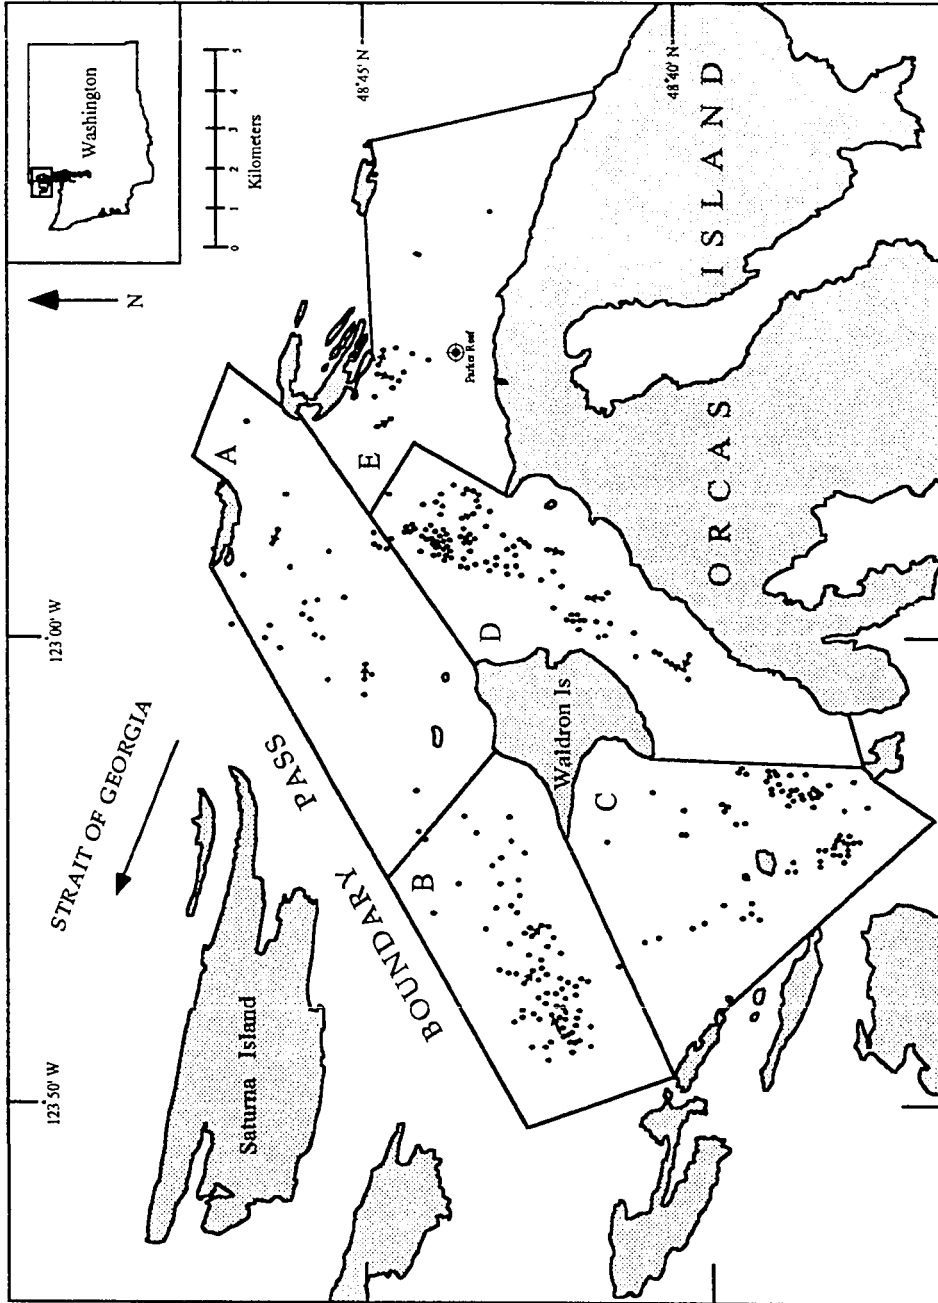 Washington
0 1 2 3 4 5
Kilometers
N
48°45' N
48°40' N
123°00' W
123°50' W
STRAIT OF GEORGIA
Saturna Island
BOUNDARY PASS
A
B
C
D
E
Parker Reef
Waldron Is
ORCAS ISLAND